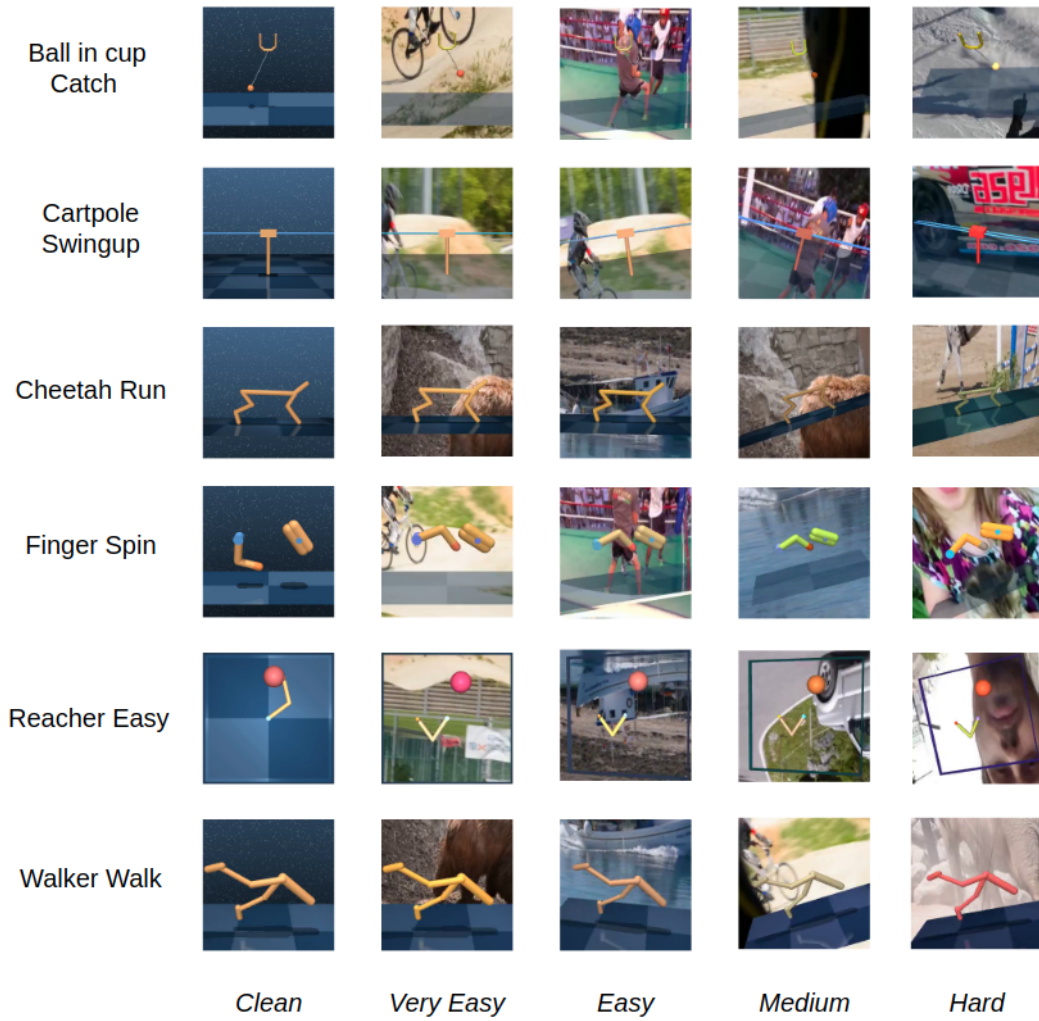 Ball in cup
Catch
Cartpole
Swingup
Cheetah Run
Finger Spin
Reacher Easy
Walker Walk
Clean
Very Easy
Easy
Medium
Hard